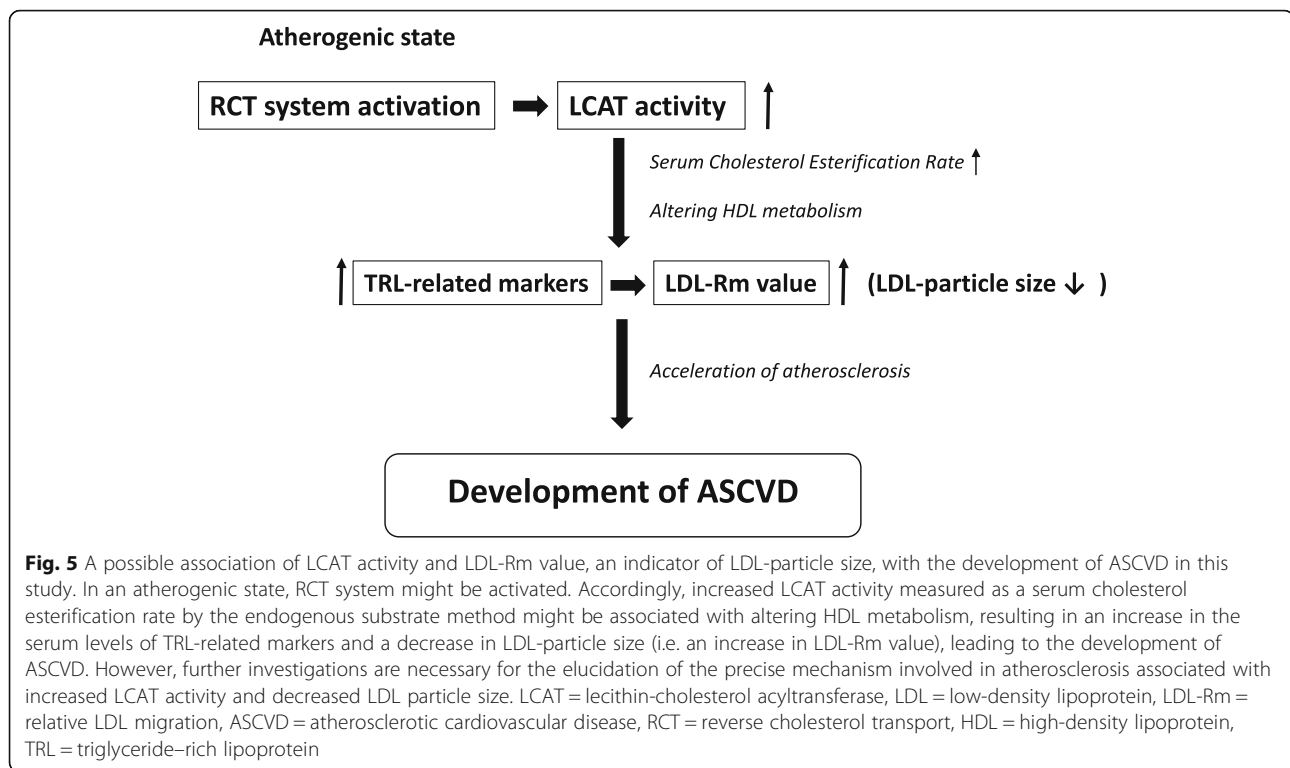 Atherogenic state
RCT system activation
LCAT activity
Serum Cholesterol Esterification Rate ↑
Altering HDL metabolism
TRL-related markers
LDL-Rm value
(LDL-particle size ↓ )
Acceleration of atherosclerosis
Development of ASCVD
Fig. 5 A possible association of LCAT activity and LDL-Rm value, an indicator of LDL-particle size, with the development of ASCVD in this
study. In an atherogenic state, RCT system might be activated. Accordingly, increased LCAT activity measured as a serum cholesterol
esterification rate by the endogenous substrate method might be associated with altering HDL metabolism, resulting in an increase in the
serum levels of TRL-related markers and a decrease in LDL-particle size (i.e. an increase in LDL-Rm value), leading to the development of
ASCVD. However, further investigations are necessary for the elucidation of the precise mechanism involved in atherosclerosis associated with
increased LCAT activity and decreased LDL particle size. LCAT = lecithin-cholesterol acyltransferase, LDL = low-density lipoprotein, LDL-Rm =
relative LDL migration, ASCVD = atherosclerotic cardiovascular disease, RCT = reverse cholesterol transport, HDL = high-density lipoprotein,
TRL = triglyceride–rich lipoprotein